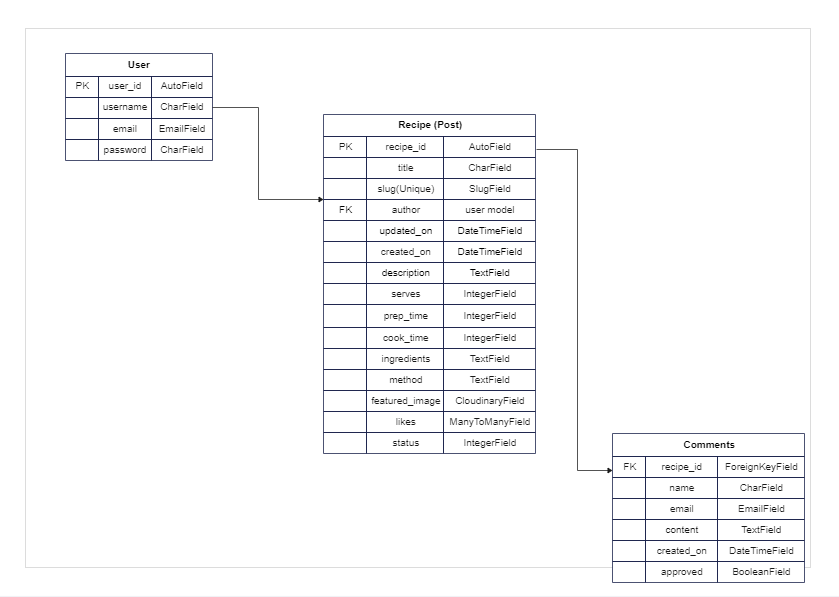 User
PK user_id AutoField
username CharField
email EmailField
password CharField
Recipe (Post)
PK recipe_id AutoField
title CharField
slug(Unique) SlugField
FK author user model
updated_on DateTimeField
created_on DateTimeField
description TextField
serves IntegerField
prep_time IntegerField
cook_time IntegerField
ingredients TextField
method TextField
featured_image CloudinaryField
likes ManyToManyField
status IntegerField
Comments
FK recipe_id ForeignKeyField
name CharField
email EmailField
content TextField
created_on DateTimeField
approved BooleanField